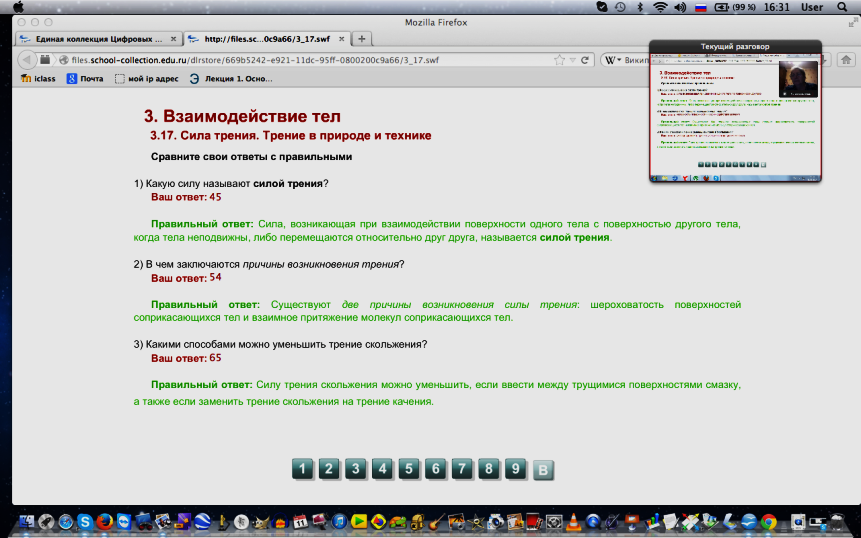 (99 %) 16:31 User
Mozilla Firefox
Единая коллекция Цифровых ...
http://files.sc...0c9a66/3_17.swf
files.school-collection.edu.ru/dlrstore/669b5242-e921-11dc-95ff-0800200c9a66/3_17.swf
W Викип
iclass Почта мой ip адрес Лекция 1. Осно...
Текущий разговор
3. Взаимодействие тел
3.17. Сила трения. Трение в природе и технике
Сравните свои ответы с правильными
1) Какую силу называют силой трения?
Ваш ответ: 45
Правильный ответ: Сила, возникающая при взаимодействии поверхности одного тела с поверхностью другого тела,
когда тела неподвижны, либо перемещаются относительно друг друга, называется силой трения.
2) В чем заключаются причины возникновения трения?
Ваш ответ: 54
Правильный ответ: Существуют две причины возникновения силы трения: шероховатость поверхностей
соприкасающихся тел и взаимное притяжение молекул соприкасающихся тел.
3) Какими способами можно уменьшить трение скольжения?
Ваш ответ: 65
Правильный ответ: Силу трения скольжения можно уменьшить, если ввести между трущимися поверхностями смазку,
а также если заменить трение скольжения на трение качения.
1 2 3 4 5 6 7 8 9 В